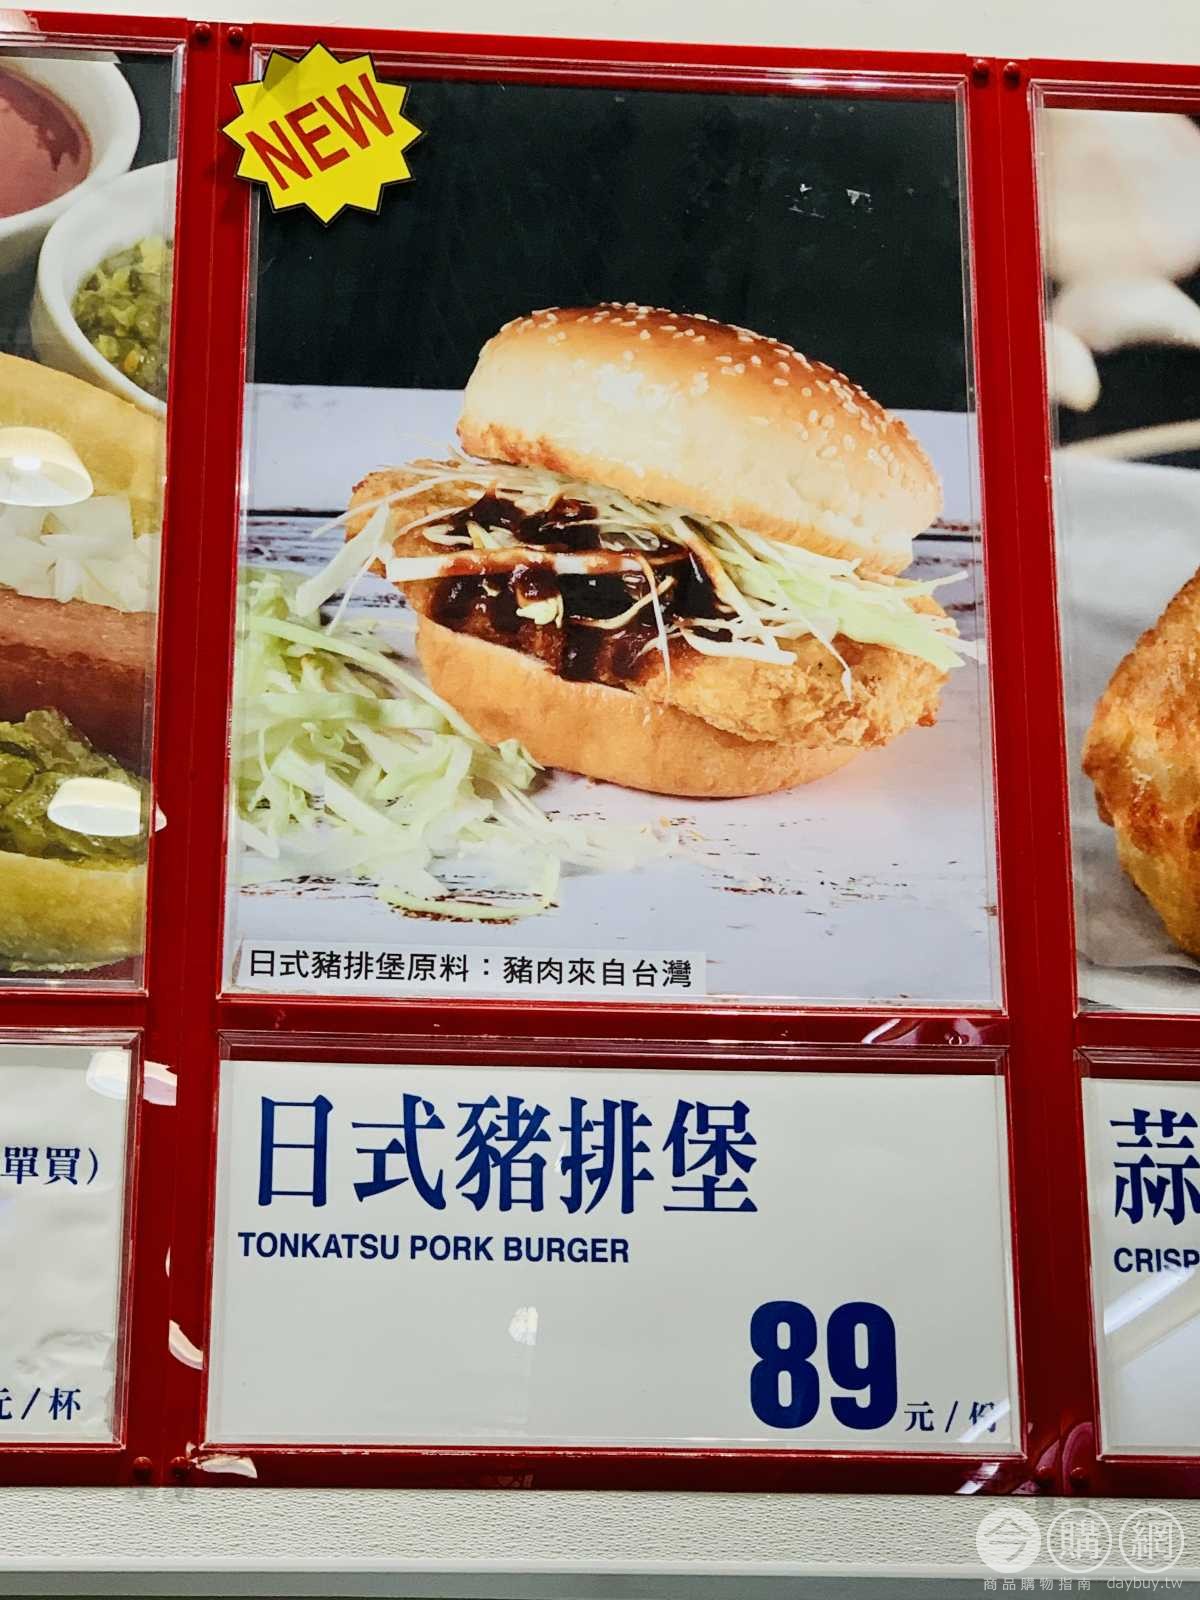 NEW
日式豬排堡原料：豬肉來自台灣
單買）
元 / 杯
日式豬排堡
TONKATSU PORK BURGER
89 元 / 份
蒜
CRISP
今購網
商品購物指南 daybuy.tw